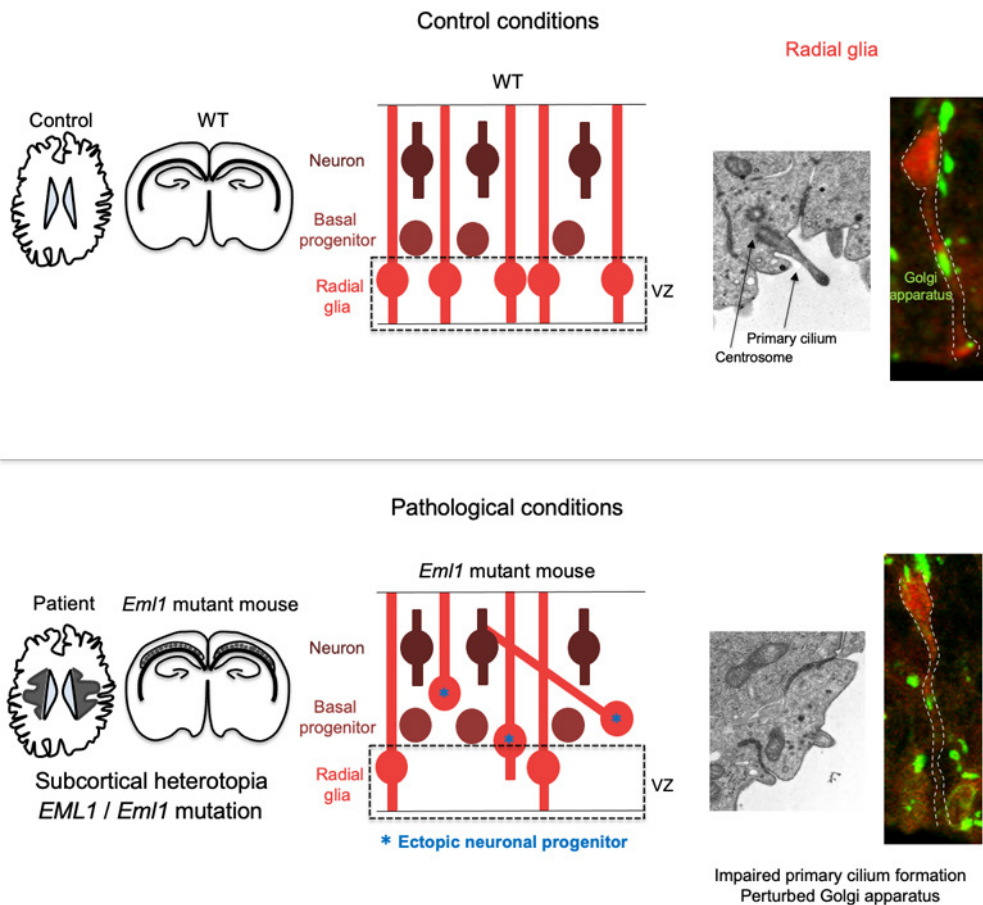 Control conditions
Radial glia
WT
Control
WT
Neuron
Basal
progenitor
Radial
glia
VZ
Golgi
apparatus
Primary cilium
Centrosome
Pathological conditions
Eml1 mutant mouse
Patient
Eml1 mutant mouse
Neuron
Basal
progenitor
Radial
glia
VZ
Subcortical heterotopia
EML1 / Eml1 mutation
* Ectopic neuronal progenitor
Impaired primary cilium formation
Perturbed Golgi apparatus